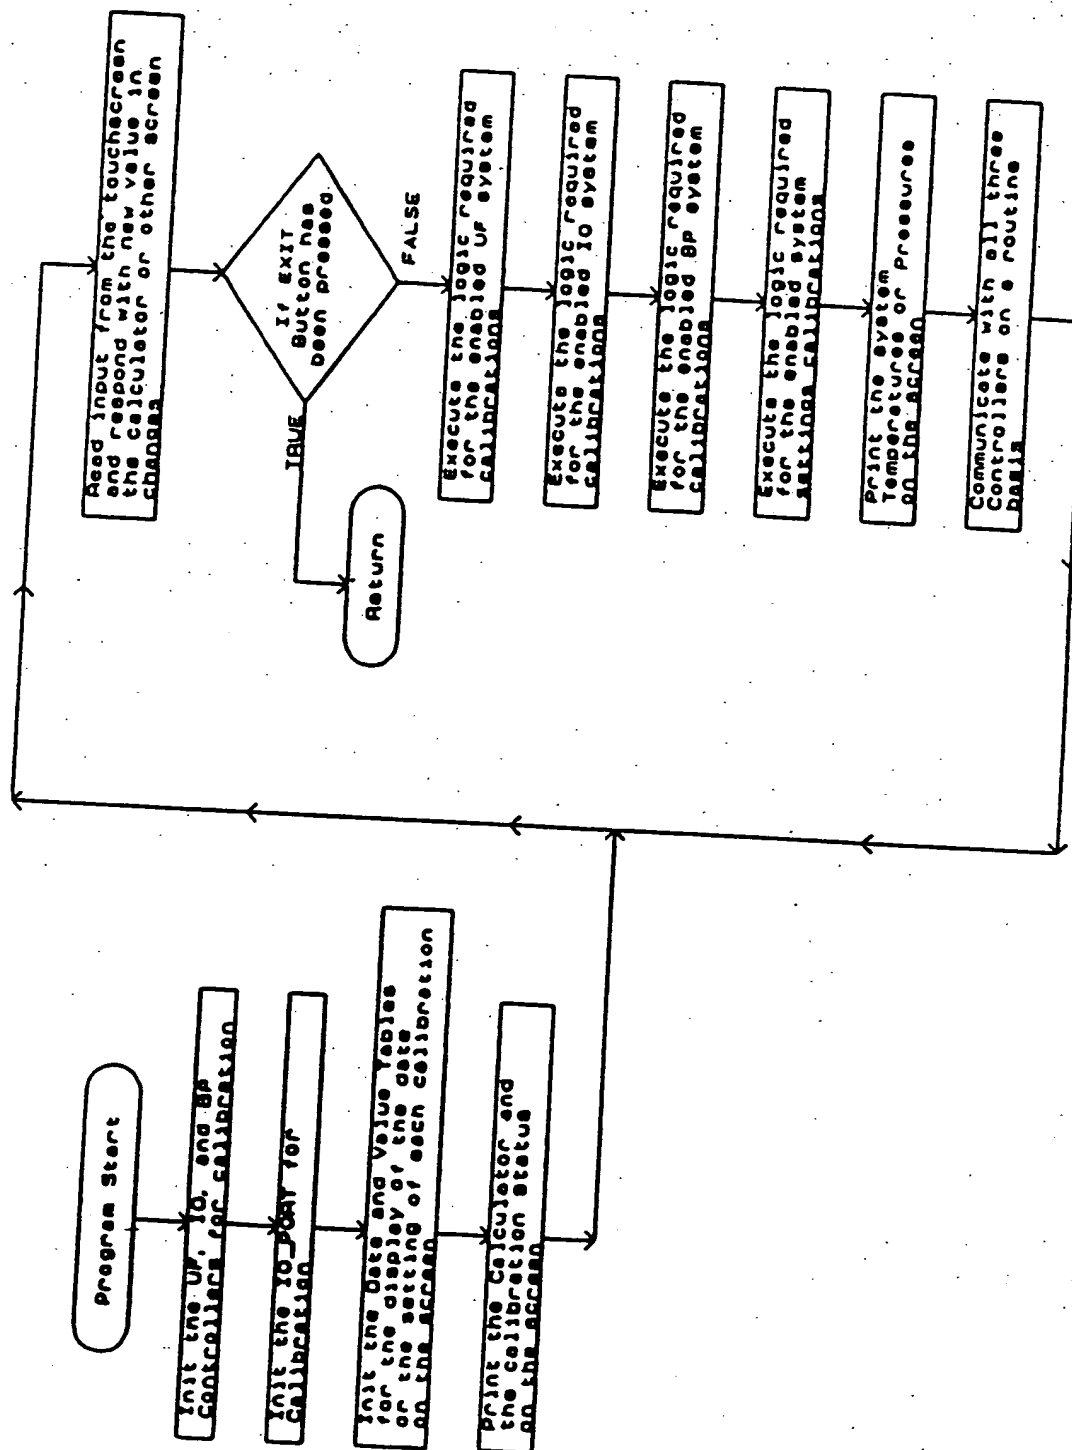 Program Start
Init the UF, IO, and BP
Controllers for calibration
Init the IO_PORT for
Calibration
Init the Date and Value Tables
for the display of the date
or the setting of each calibration
on the screen
Print the Calculator and
the calibration status
on the screen
Read input from the touchscreen
and respond with new value in
the Calculator or other screen
changes
If EXIT
Button has
been pressed
TRUE
FALSE
Return
Execute the logic required
for the enabled UF system
calibrations
Execute the logic required
for the enabled IO system
calibrations
Execute the logic required
for the enabled BP system
calibrations
Execute the logic required
for the enabled system
settings calibrations
Print the system
Temperatures or Pressures
on the screen
Communicate with all three
Controllers on a routine
basis